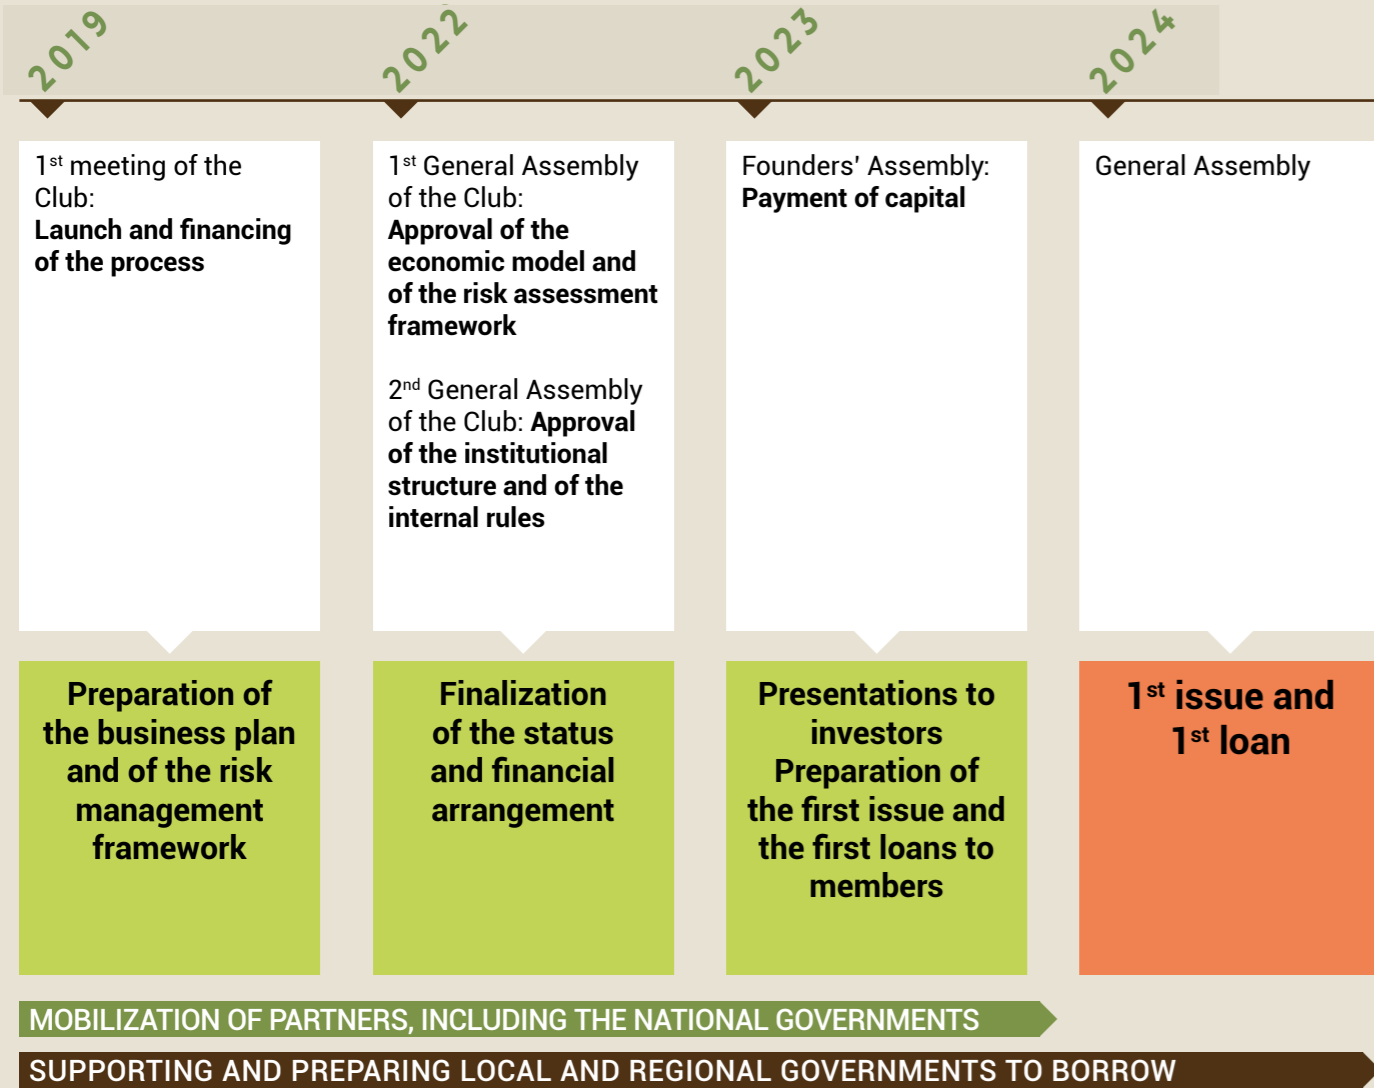 2019
2022
2023
2024
1st meeting of the
Club:
Launch and financing
of the process
1st General Assembly
of the Club:
Approval of the
economic model and
of the risk assessment
framework
2nd General Assembly
of the Club: Approval
of the institutional
structure and of the
internal rules
Founders' Assembly:
Payment of capital
General Assembly
Preparation of
the business plan
and of the risk
management
framework
Finalization
of the status
and financial
arrangement
Presentations to
investors
Preparation of
the first issue and
the first loans to
members
1st issue and
1st loan
MOBILIZATION OF PARTNERS, INCLUDING THE NATIONAL GOVERNMENTS
SUPPORTING AND PREPARING LOCAL AND REGIONAL GOVERNMENTS TO BORROW